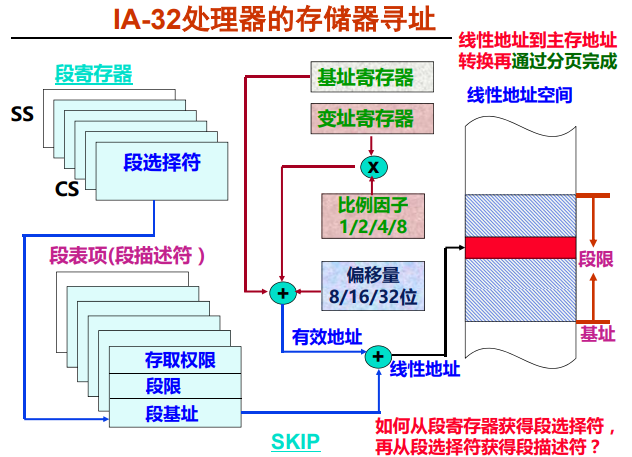 IA-32处理器的存储器寻址
线性地址到主存地址
转换再通过分页完成
段寄存器
SS
CS
段选择符
基址寄存器
变址寄存器
X
比例因子
1/2/4/8
+
偏移量
8/16/32位
有效地址
+
线性地址
线性地址空间
段限
基址
段表项(段描述符)
存取权限
段限
段基址
SKIP
如何从段寄存器获得段选择符，
再从段选择符获得段描述符？